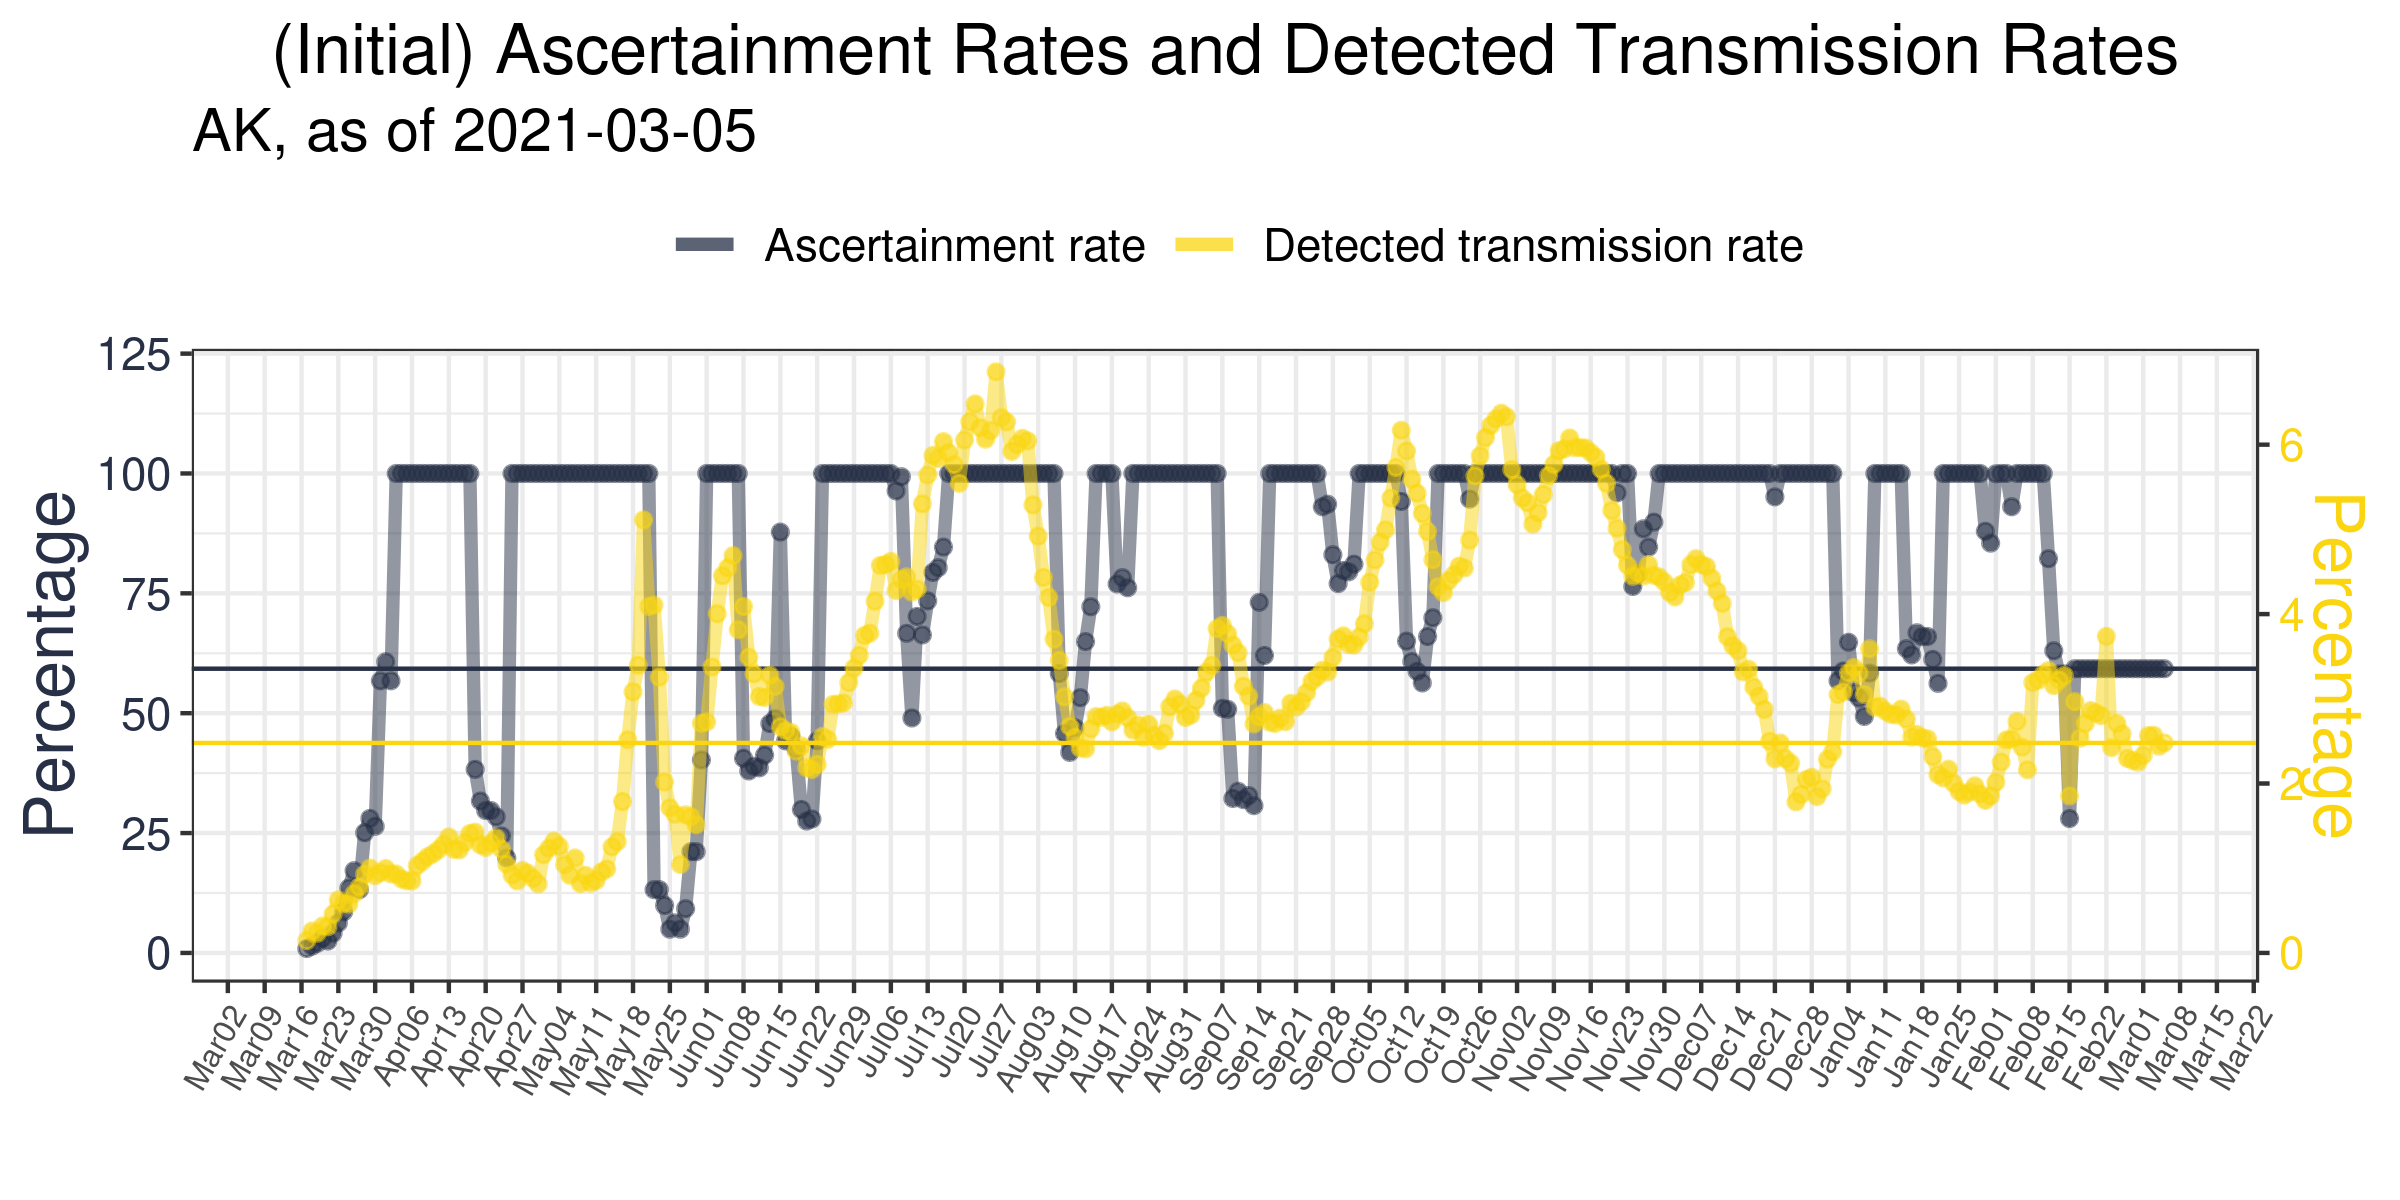 (Initial) Ascertainment Rates and Detected Transmission Rates
AK, as of 2021-03-05
Ascertainment rate
Detected transmission rate
125
100
75
50
25
0
Percentage
6
4
2
0
Percentage
Mar02
Mar09
Mar16
Mar23
Mar30
Apr06
Apr13
Apr20
Apr27
May04
May11
May18
May25
Jun01
Jun08
Jun15
Jun22
Jun29
Jul06
Jul13
Jul20
Jul27
Aug03
Aug10
Aug17
Aug24
Aug31
Sep07
Sep14
Sep21
Sep28
Oct05
Oct12
Oct19
Oct26
Nov02
Nov09
Nov16
Nov23
Nov30
Dec07
Dec14
Dec21
Dec28
Jan04
Jan11
Jan18
Jan25
Feb01
Feb08
Feb15
Feb22
Mar01
Mar08
Mar15
Mar22